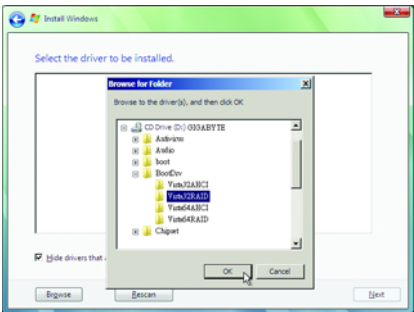 Install Windows
Select the driver to be installed.
Browse for Folder
Browse to the driver(s), and then click OK
CD Drive (D:) GIGABYTE
Antivirus
Audio
boot
BootDrv
Vista32AHCI
Vista32RAID
Vista64AHCI
Vista64RAID
Chipset
Hide drivers that
OK
Cancel
Browse
Rescan
Next